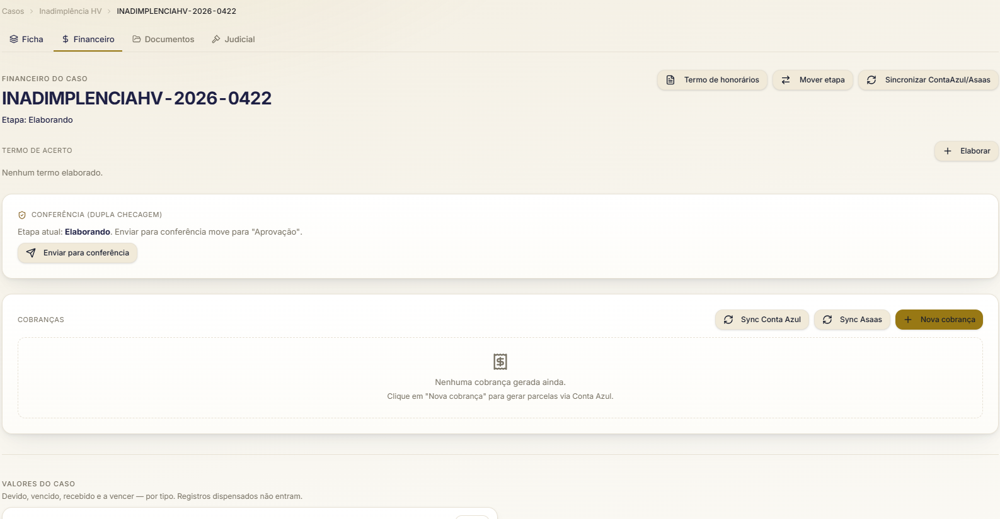 Casos > Inadimplência HV > INADIMPLENCIAHV-2026-0422
Ficha Financeiro Documentos Judicial
FINANCEIRO DO CASO
Termo de honorários Mover etapa Sincronizar ContaAzul/Asaas
INADIMPLENCIAHV-2026-0422
Etapa: Elaborando
TERMO DE ACERTO
Elaborar
Nenhum termo elaborado.
CONFERÊNCIA (DUPLA CHECAGEM)
Etapa atual: Elaborando. Enviar para conferência move para "Aprovação".
Enviar para conferência
COBRANÇAS
Sync Conta Azul Sync Asaas Nova cobrança
Nenhuma cobrança gerada ainda.
Clique em "Nova cobrança" para gerar parcelas via Conta Azul.
VALORES DO CASO
Devido, vencido, recebido e a vencer — por tipo. Registros dispensados não entram.